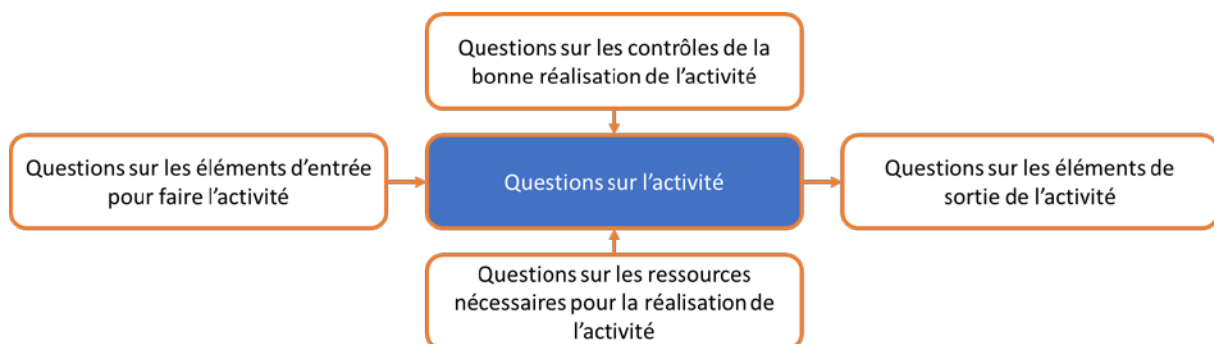 Questions sur les contrôles de la
bonne réalisation de l'activité
Questions sur les éléments d'entrée
pour faire l'activité
Questions sur l'activité
Questions sur les éléments de
sortie de l'activité
Questions sur les ressources
nécessaires pour la réalisation de
l'activité